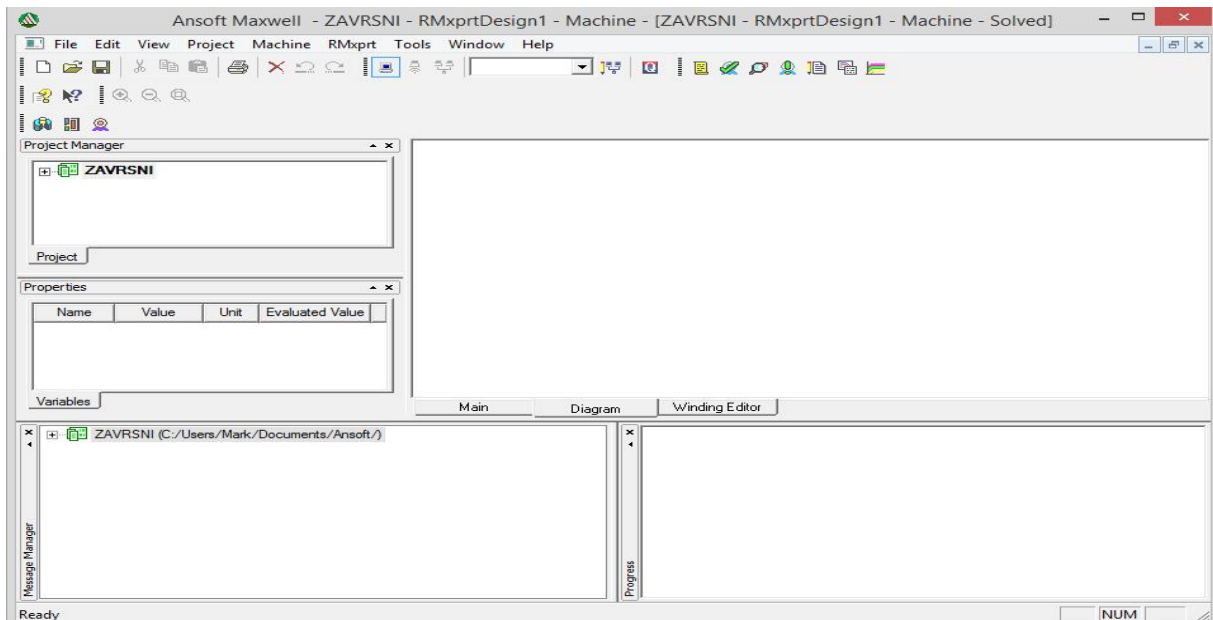 Ansoft Maxwell - ZAVRSNI - RMxprtDesign1 - Machine - [ZAVRSNI - RMxprtDesign1 - Machine - Solved]
File Edit View Project Machine RMxprt Tools Window Help
Project Manager
ZAVRSNI
Project
Properties
Name Value Unit Evaluated Value
Variables
Main Diagram Winding Editor
ZAVRSNI (C:/Users/Mark/Documents/Ansoft/)
Message Manager
Progress
Ready
NUM